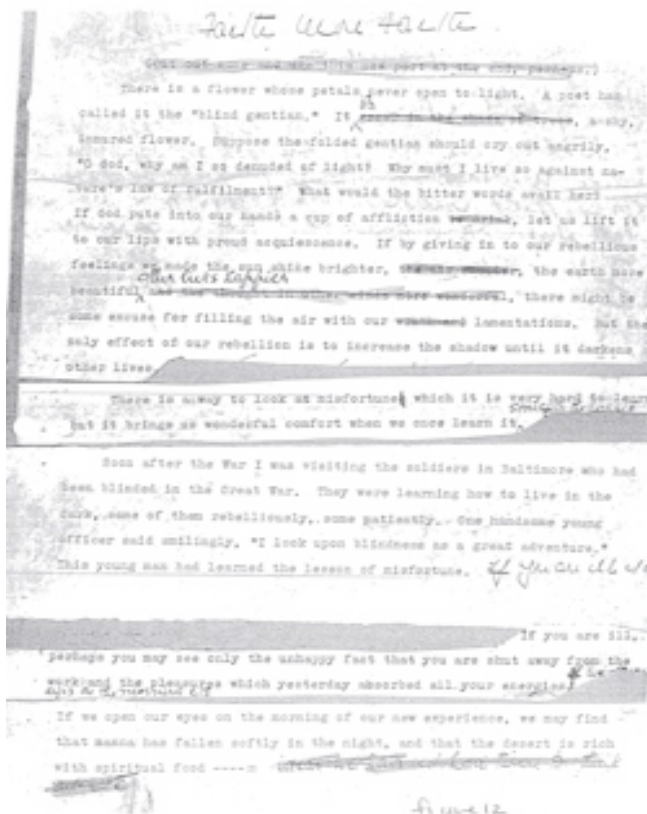 There is a flower whose petals never open to light. A poet has
called it the "blind gentian." It a shy,
flower. Suppose the folded gentian should cry out angrily,
"O God, why am I so denuded of light? Why must I live so against na-
ture's law of fulfilment?" What would the bitter words avail her?
If God puts into our hands a cup of affliction let us lift it
to our lips with proud acquiescence. If by giving in to our rebellious
feelings we made the sun shine brighter, the earth more
our lives happier
beautiful there might be
some excuse for filling the air with our lamentations. But the
only effect of our rebellion is to increase the shadow until it darkens
other lives
There is a way to look at misfortune which it is very hard to learn
but it brings us wonderful comfort when we once learn it.
Soon after the War I was visiting the soldiers in Baltimore who had
been blinded in the Great War. They were learning how to live in the
dark, some of them rebelliously, some patiently. One handsome young
officer said smilingly, "I look upon blindness as a great adventure."
This young man had learned the lesson of misfortune. If you are ill
If you are ill,
perhaps you may see only the unhappy fact that you are shut away from the
work and the pleasures which yesterday absorbed all your energies
If we open our eyes on the morning of our new experience, we may find
that manna has fallen softly in the night, and that the desert is rich
with spiritual food ----
figure 12